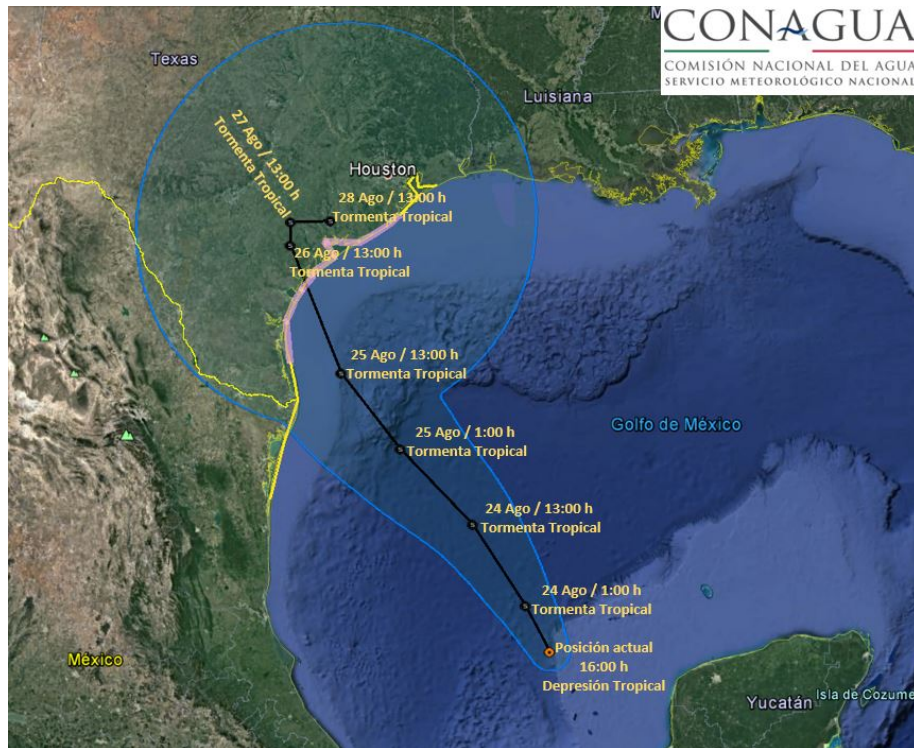 CONAGUA
COMISIÓN NACIONAL DEL AGUA
SERVICIO METEOROLÓGICO NACIONAL
Texas
Luisiana
Houston
27 Ago / 13:00 h
Tormenta Tropical
28 Ago / 13:00 h
Tormenta Tropical
26 Ago / 13:00 h
Tormenta Tropical
25 Ago / 13:00 h
Tormenta Tropical
Golfo de México
25 Ago / 1:00 h
Tormenta Tropical
24 Ago / 13:00 h
Tormenta Tropical
24 Ago / 1:00 h
Tormenta Tropical
Posición actual
16:00 h
Depresión Tropical
México
Yucatán
Isla de Cozume